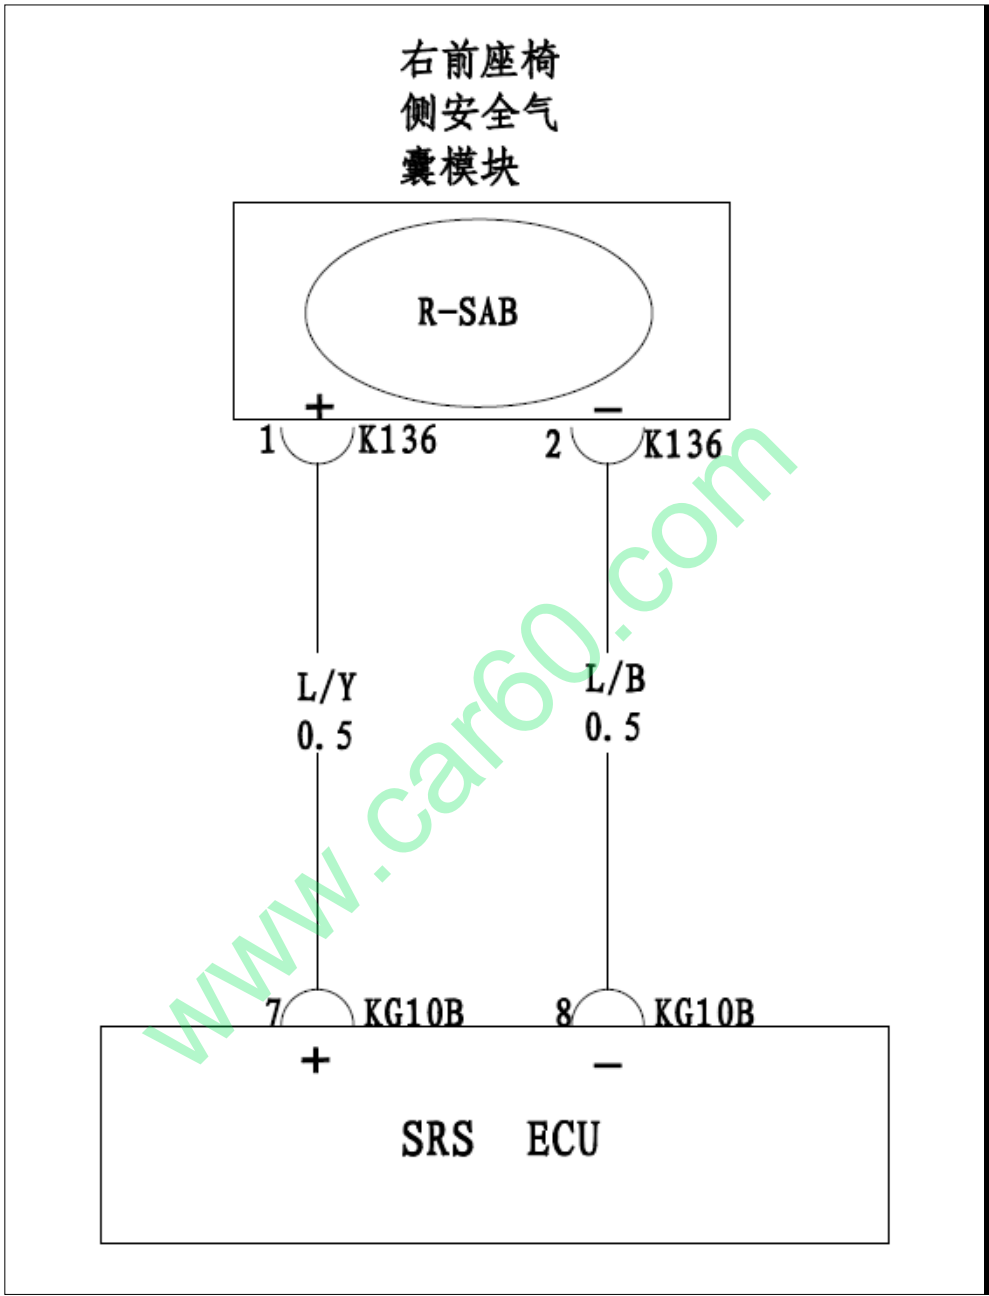 右前座椅
侧安全气
囊模块
R-SAB
+ −
1 K136 2 K136
L/Y L/B
0.5 0.5
www.car60.com
7 KG10B 8 KG10B
+ −
SRS ECU